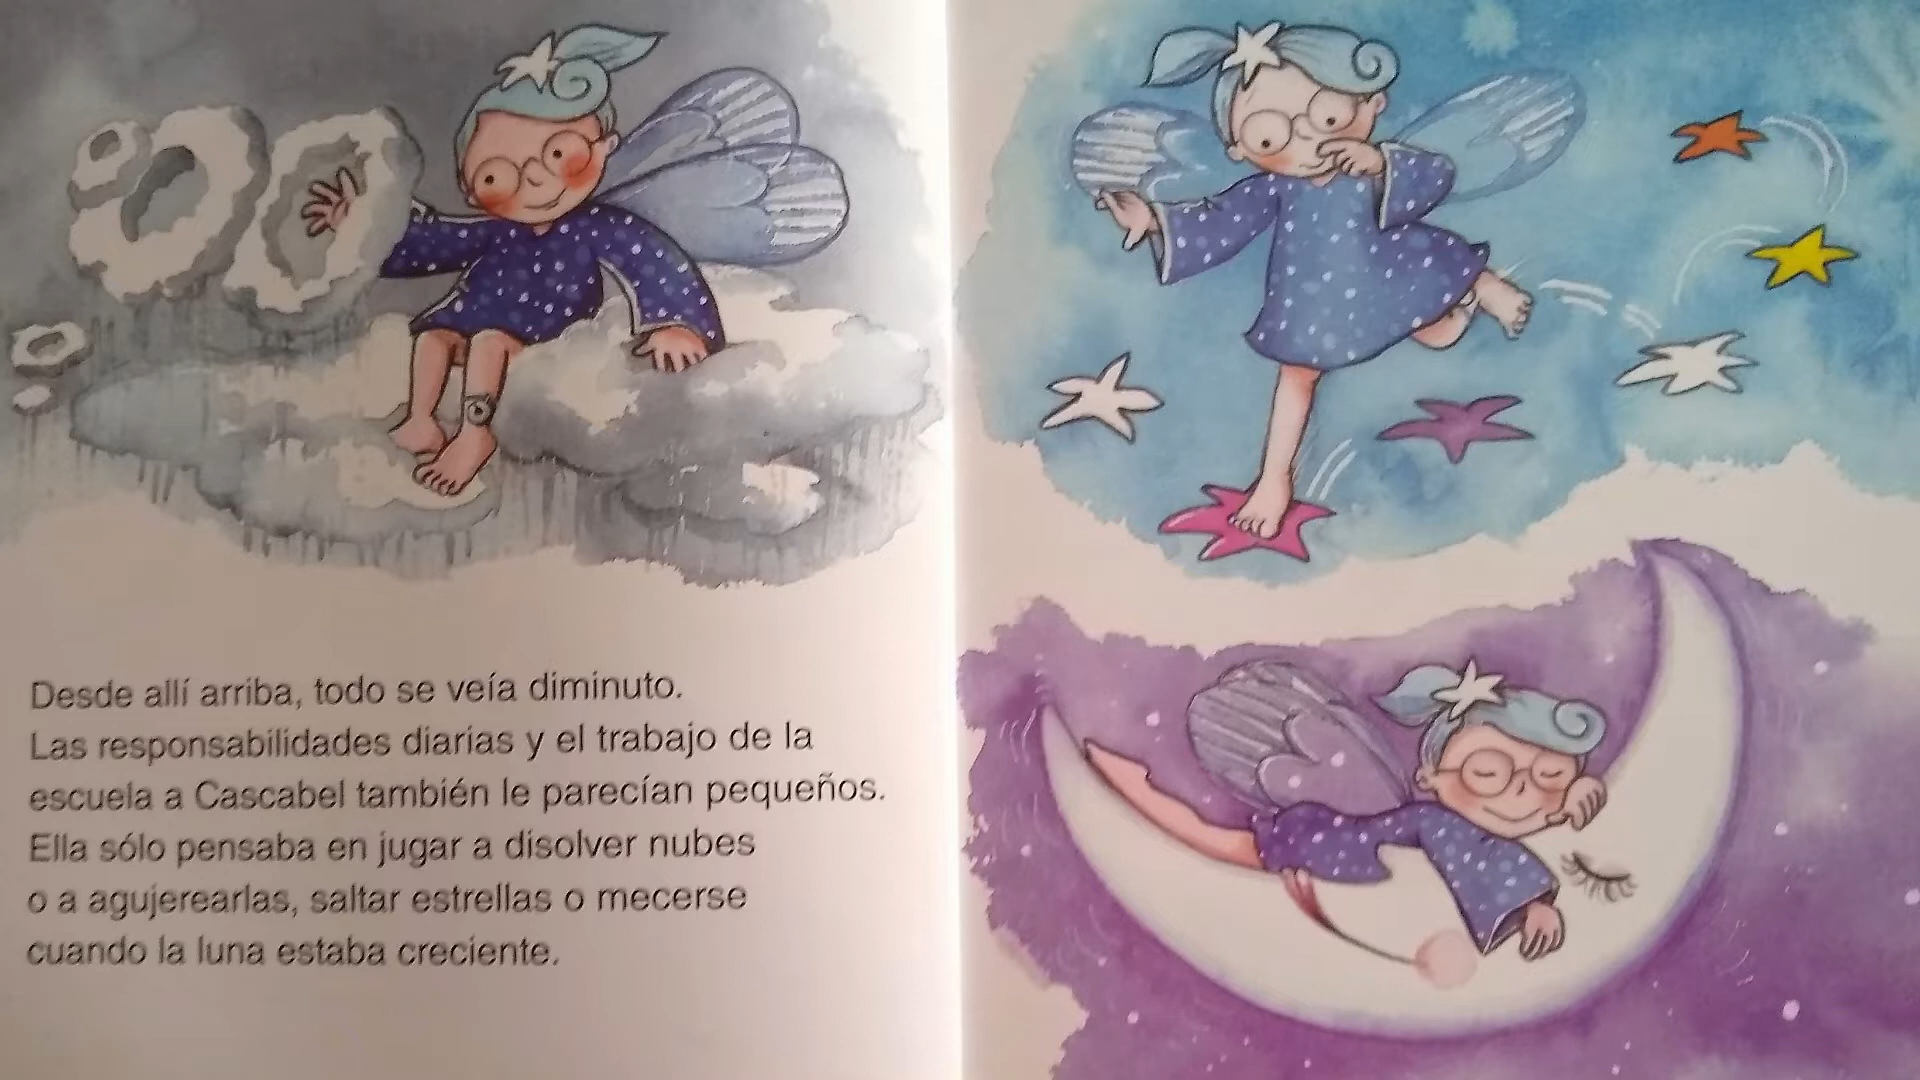 Desde allí arriba, todo se veía diminuto.
Las responsabilidades diarias y el trabajo de la
escuela a Cascabel también le parecían pequeños.
Ella sólo pensaba en jugar a disolver nubes
o a agujerearlas, saltar estrellas o mecerse
cuando la luna estaba creciente.